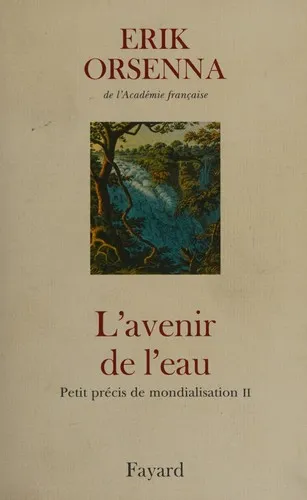 ERIK
ORSENNA
de l'Académie française
L'avenir
de l'eau
Petit précis de mondialisation II
Fayard